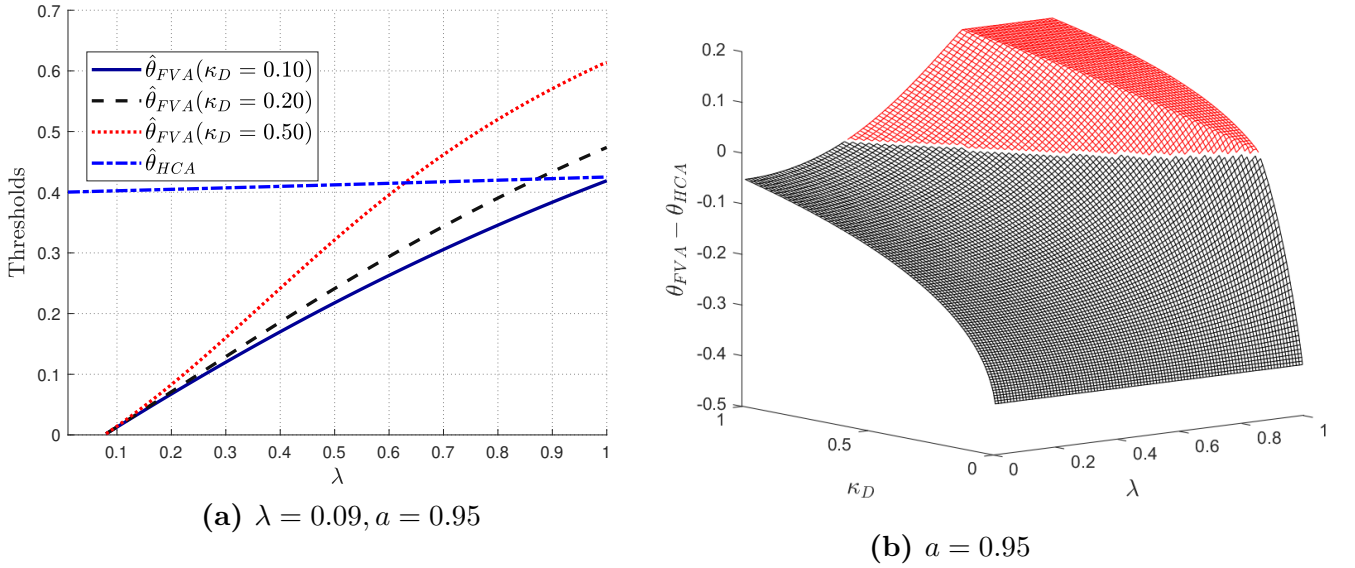 0.7
0.6
0.5
0.4
0.3
0.2
0.1
0
Thresholds
θ̂_FVA(κ_D = 0.10)
θ̂_FVA(κ_D = 0.20)
θ̂_FVA(κ_D = 0.50)
θ̂_HCA
0.1 0.2 0.3 0.4 0.5 0.6 0.7 0.8 0.9 1
λ
(a) λ = 0.09, a = 0.95
0.2
0.1
0
-0.1
-0.2
-0.3
-0.4
-0.5
θ_FVA − θ_HCA
1 0.5 0
κ_D
0 0.2 0.4 0.6 0.8 1
λ
(b) a = 0.95